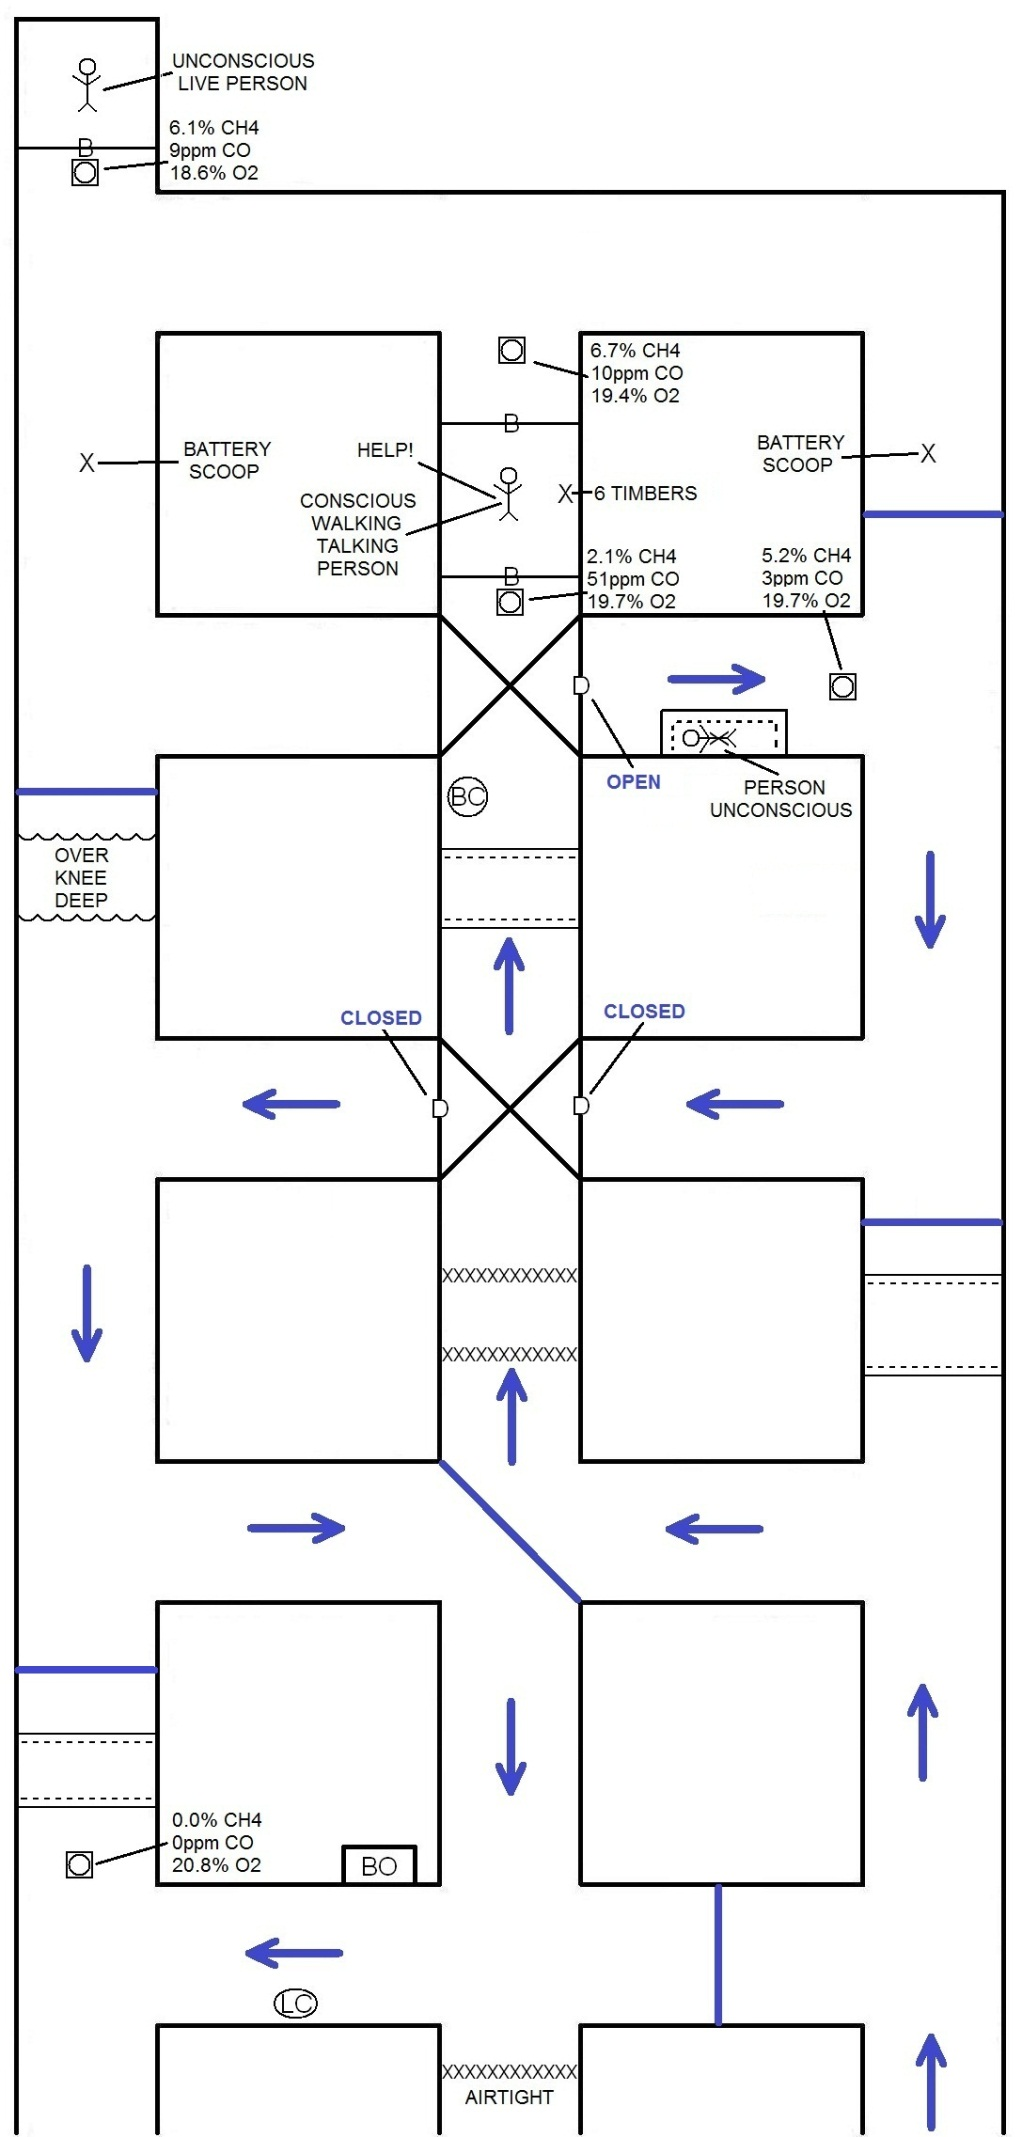 UNCONSCIOUS
LIVE PERSON
6.1% CH4
9ppm CO
18.6% O2
B
6.7% CH4
10ppm CO
19.4% O2
B
X
BATTERY
SCOOP
HELP!
CONSCIOUS
WALKING
TALKING
PERSON
X
6 TIMBERS
BATTERY
SCOOP
X
B
2.1% CH4
51ppm CO
19.7% O2
5.2% CH4
3ppm CO
19.7% O2
D
OPEN
PERSON
UNCONSCIOUS
BC
OVER
KNEE
DEEP
CLOSED
CLOSED
D
D
XXXXXXXXXXXX
XXXXXXXXXXXX
0.0% CH4
0ppm CO
20.8% O2
BO
LC
XXXXXXXXXXXX
AIRTIGHT